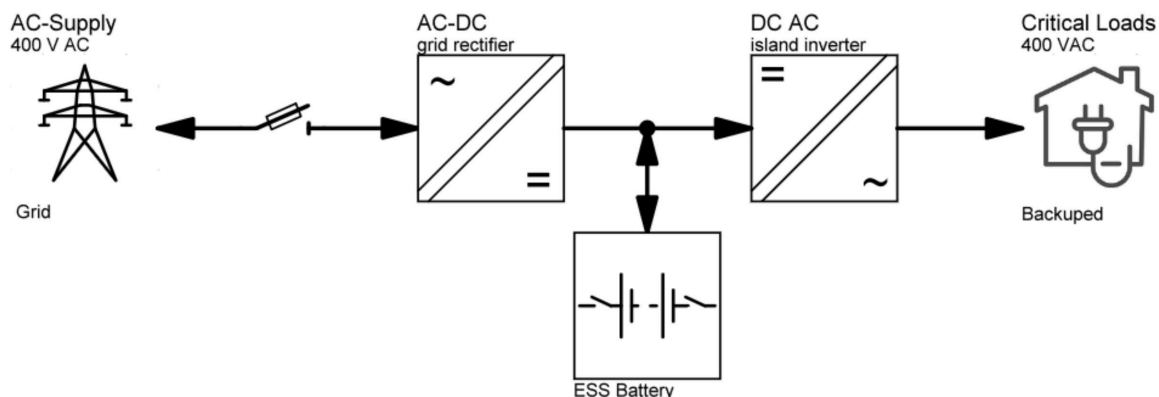 AC-Supply
400 V AC
AC-DC
grid rectifier
DC AC
island inverter
Critical Loads
400 VAC
~
=
=
~
Grid
Backuped
ESS Battery